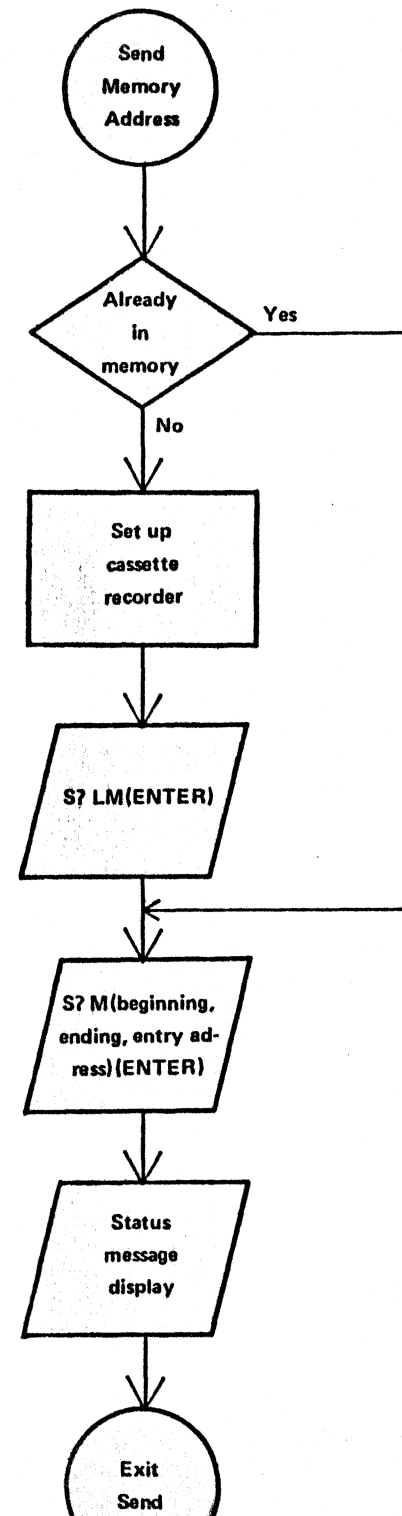 Send
Memory
Address
Already
in
memory
Yes
No
Set up
cassette
recorder
S? LM(ENTER)
S? M(beginning,
ending, entry ad-
ress)(ENTER)
Status
message
display
Exit
Send